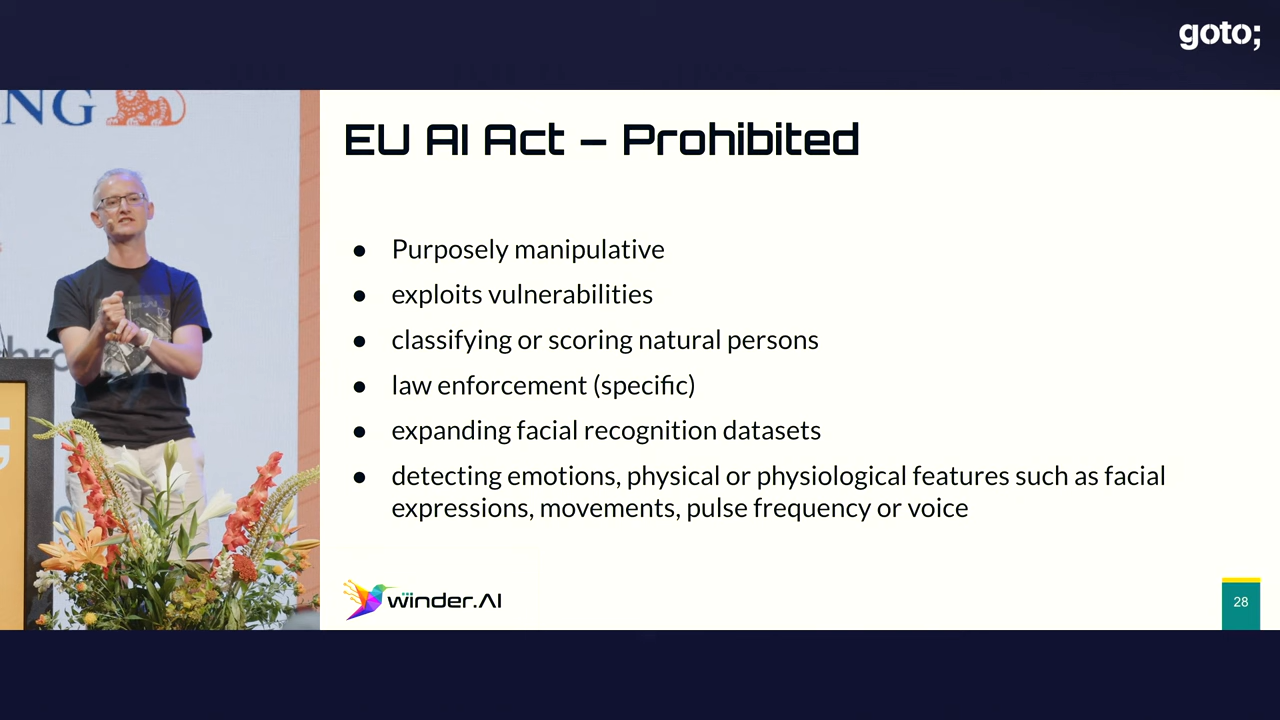 goto;
NG
EU AI Act – Prohibited
● Purposely manipulative
● exploits vulnerabilities
● classifying or scoring natural persons
● law enforcement (specific)
● expanding facial recognition datasets
● detecting emotions, physical or physiological features such as facial
expressions, movements, pulse frequency or voice
winder.AI
28